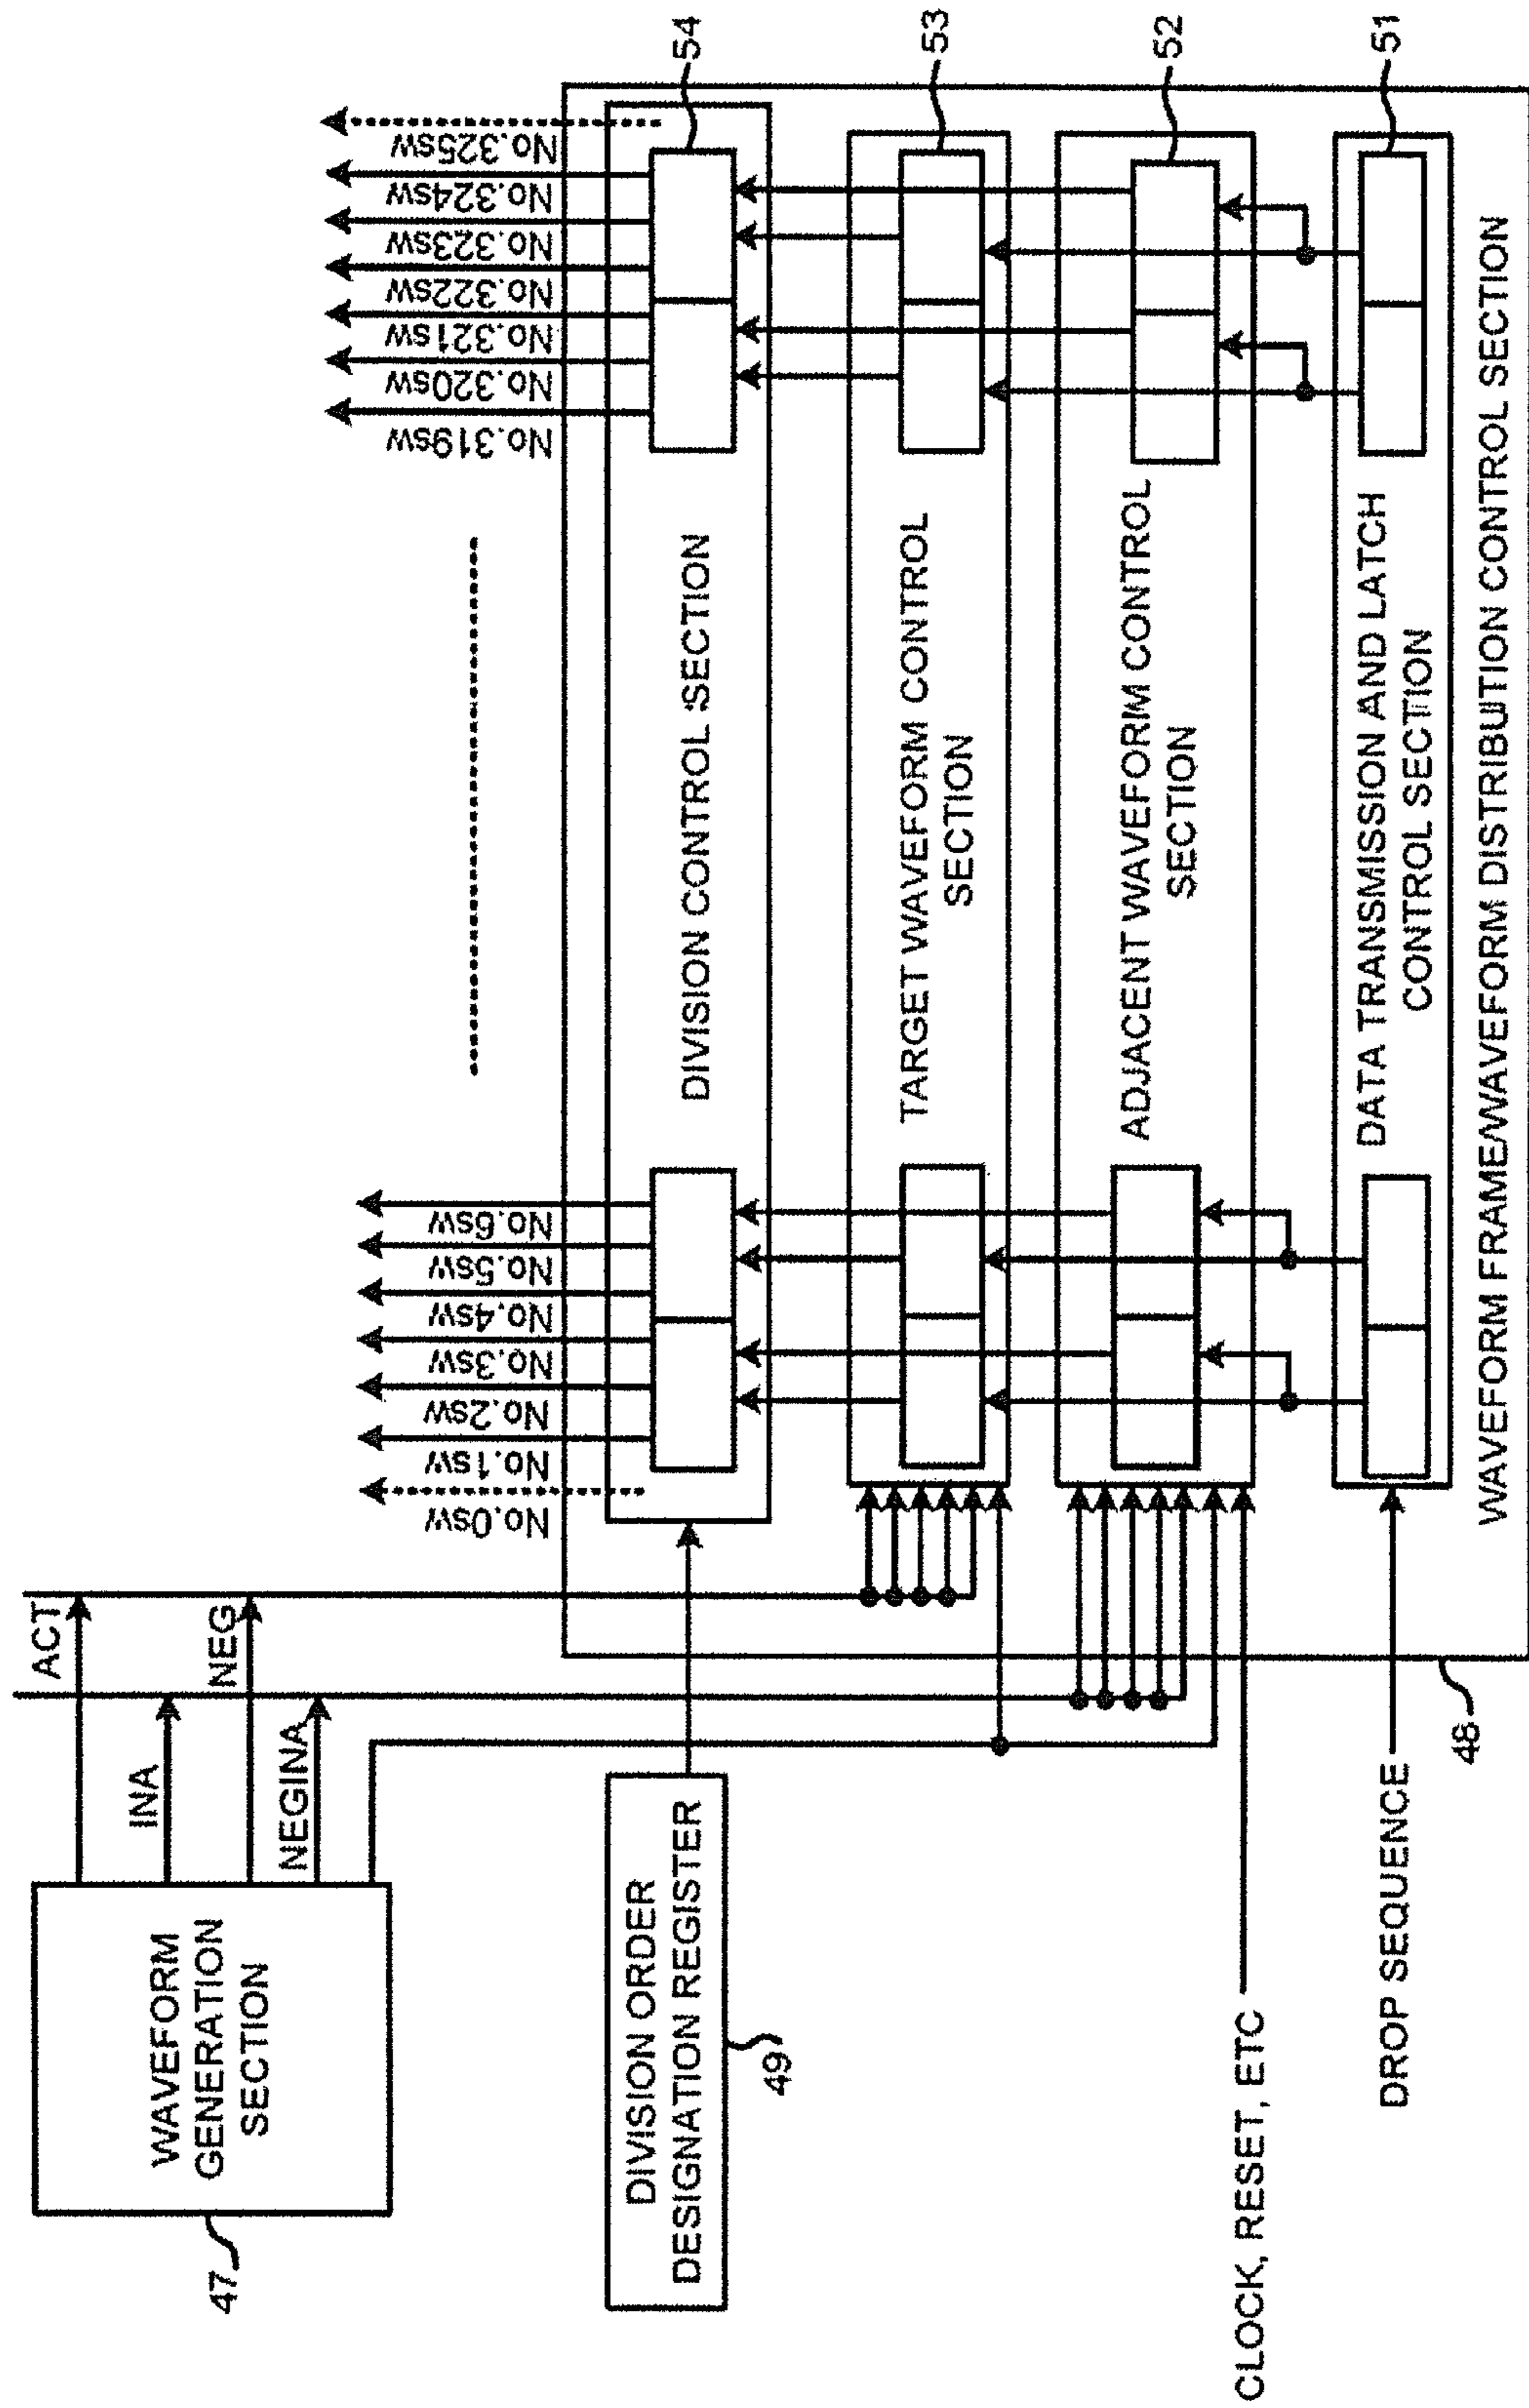 47
WAVEFORM
GENERATION
SECTION
ACT
INA
NEG
NEGINA
49
DIVISION ORDER
DESIGNATION REGISTER
CLOCK, RESET, ETC
DROP SEQUENCE
48
No.0sw
No.1sw
No.2sw
No.3sw
No.4sw
No.5sw
No.6sw
No.319sw
No.320sw
No.321sw
No.322sw
No.323sw
No.324sw
No.325sw
DIVISION CONTROL SECTION
54
TARGET WAVEFORM CONTROL
SECTION
53
ADJACENT WAVEFORM CONTROL
SECTION
52
DATA TRANSMISSION AND LATCH
CONTROL SECTION
51
WAVEFORM FRAME/WAVEFORM DISTRIBUTION CONTROL SECTION